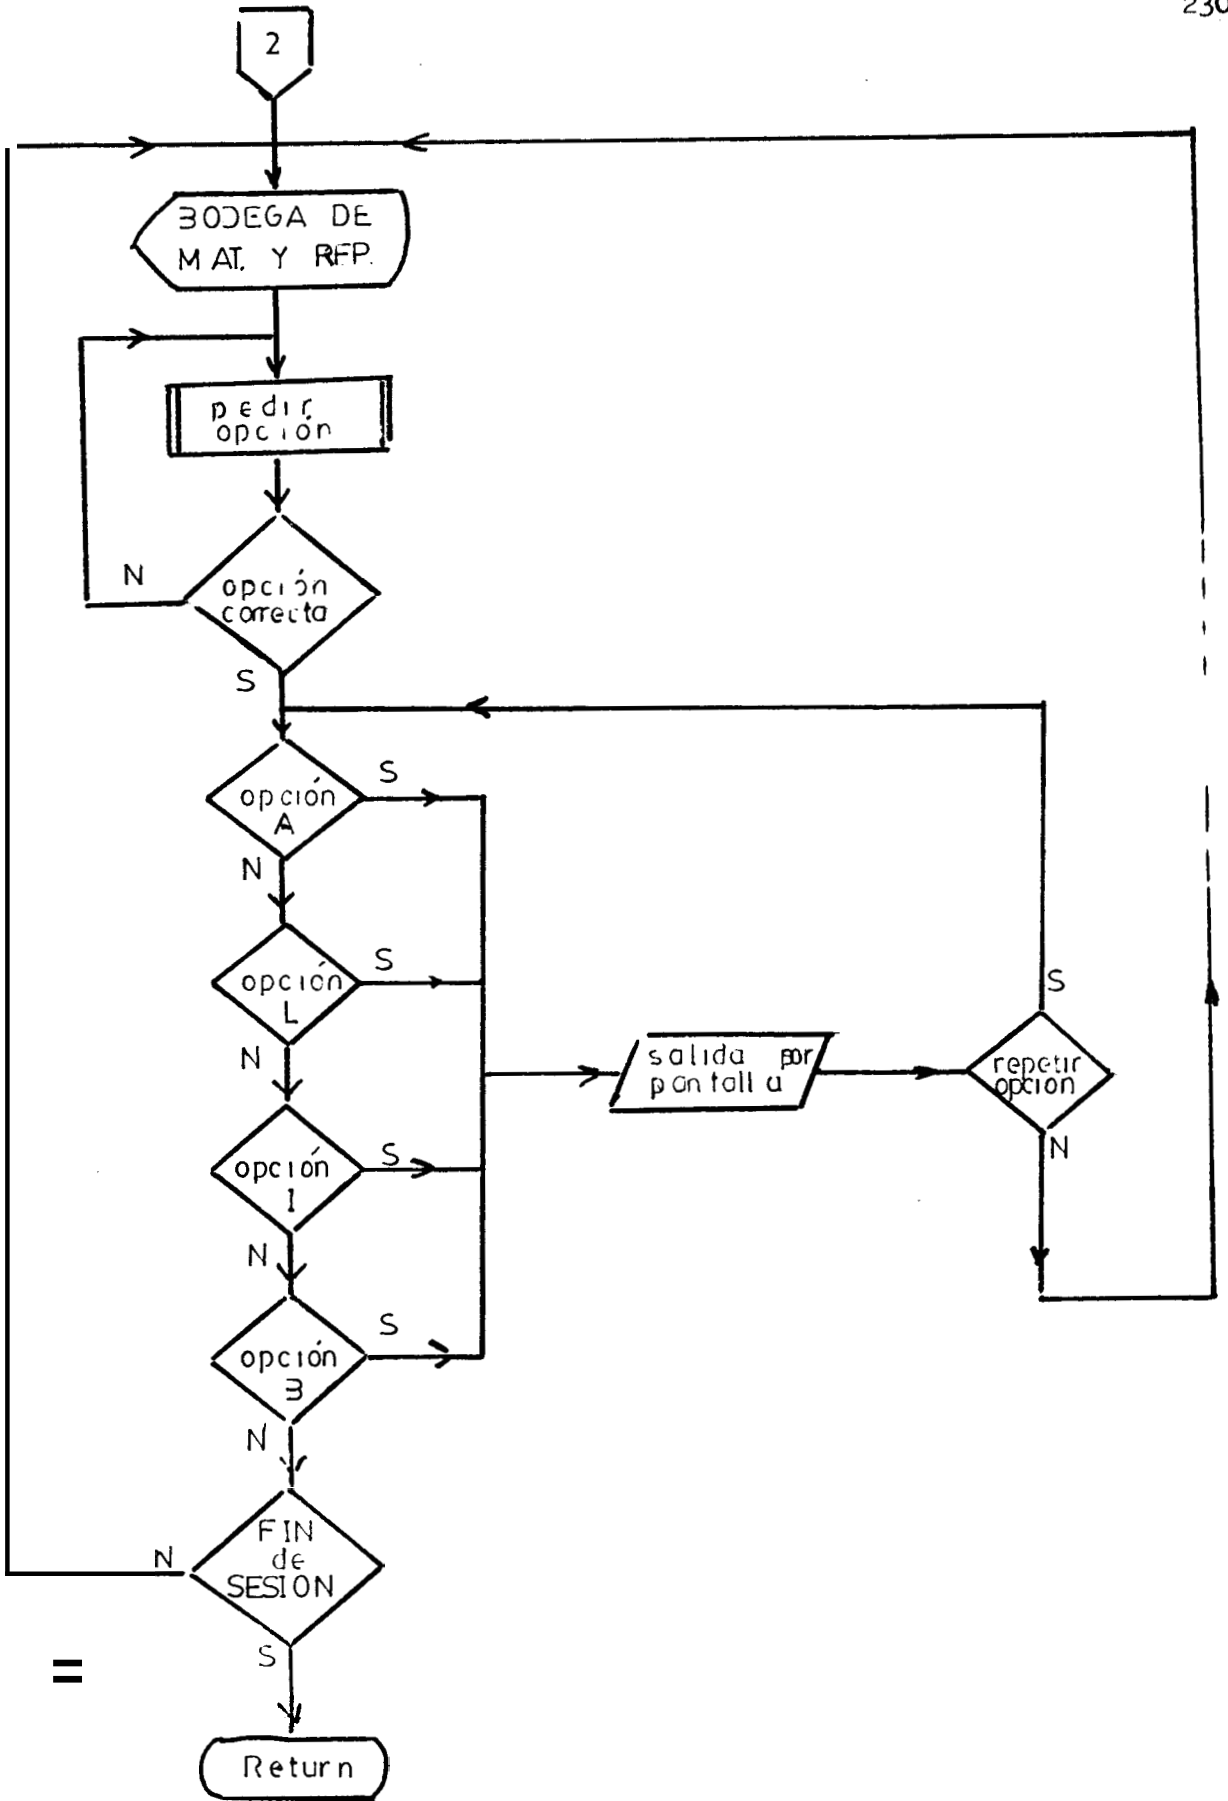 230
2
BODEGA DE
MAT. Y REP.
pedir
opción
N
opción
correcta
S
opción
A
S
N
opción
L
S
N
salida por
pantalla
S
repetir
opcion
N
opción
I
S
N
opción
B
S
N
FIN
de
SESION
N
S
=
Return